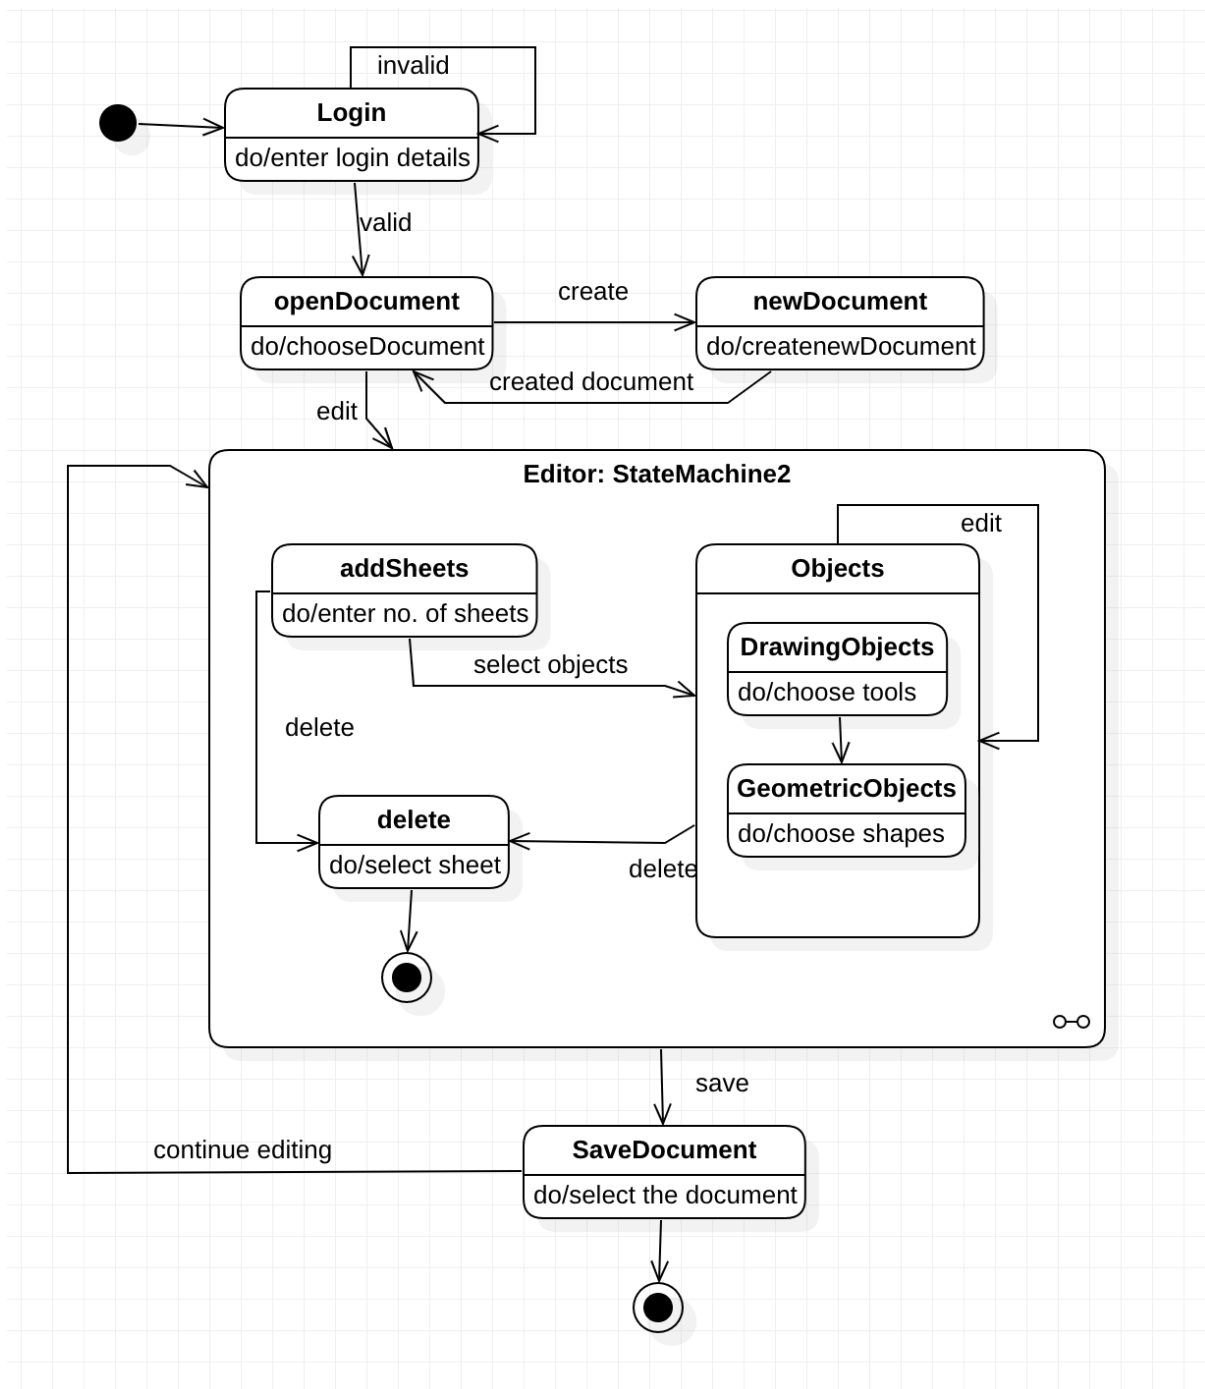 invalid
Login
do/enter login details
valid
openDocument
do/chooseDocument
create
newDocument
do/createnewDocument
created document
edit
Editor: StateMachine2
edit
addSheets
do/enter no. of sheets
Objects
select objects
DrawingObjects
do/choose tools
delete
GeometricObjects
do/choose shapes
delete
do/select sheet
delete
save
continue editing
SaveDocument
do/select the document